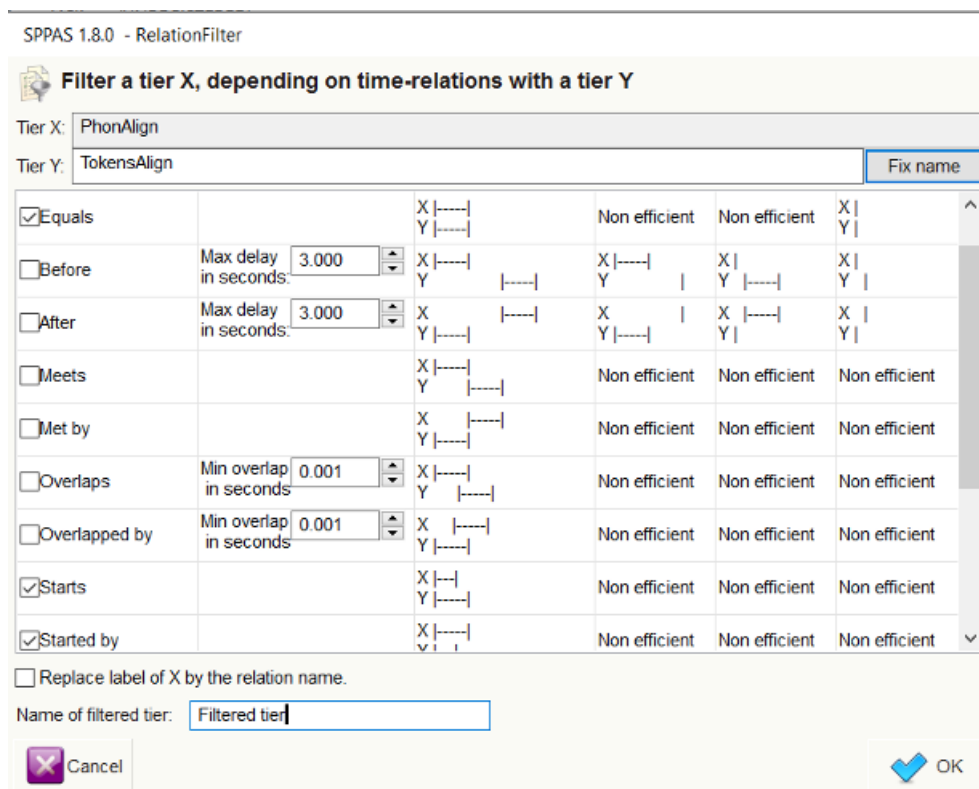 SPPAS 1.8.0 - RelationFilter
Filter a tier X, depending on time-relations with a tier Y
Tier X: PhonAlign
Tier Y: TokensAlign Fix name
Equals X |-----| Non efficient Non efficient X |
Y |-----| Y |
Before Max delay 3.000 X |-----| X |-----| X | X |
in seconds: Y |-----| Y | Y |-----| Y |
After Max delay 3.000 X |-----| X | X |-----| X |
in seconds: Y |-----| Y |-----| Y | Y |
Meets X |-----| Non efficient Non efficient Non efficient
Y |-----|
Met by X |-----| Non efficient Non efficient Non efficient
Y |-----|
Overlaps Min overlap 0.001 X |-----| Non efficient Non efficient Non efficient
in seconds Y |-----|
Overlapped by Min overlap 0.001 X |-----| Non efficient Non efficient Non efficient
in seconds Y |-----|
Starts X |---| Non efficient Non efficient Non efficient
Y |-----|
Started by X |-----| Non efficient Non efficient Non efficient
Replace label of X by the relation name.
Name of filtered tier: Filtered tier
Cancel OK